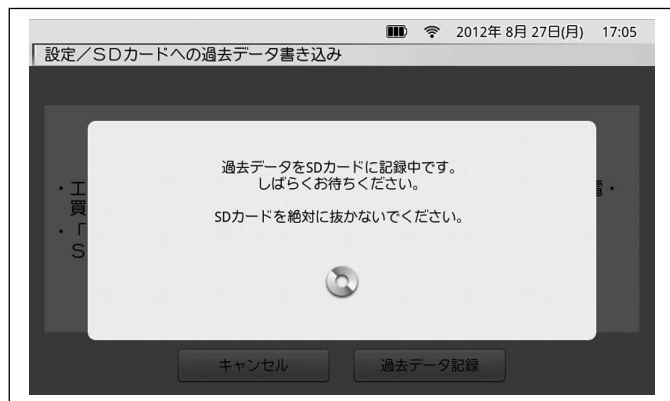 2012年 8月 27日(月) 17:05
設定／ＳＤカードへの過去データ書き込み
過去データをSDカードに記録中です。
しばらくお待ちください。
SDカードを絶対に抜かないでください。
・エ
買
・「
Ｓ
キャンセル
過去データ記録